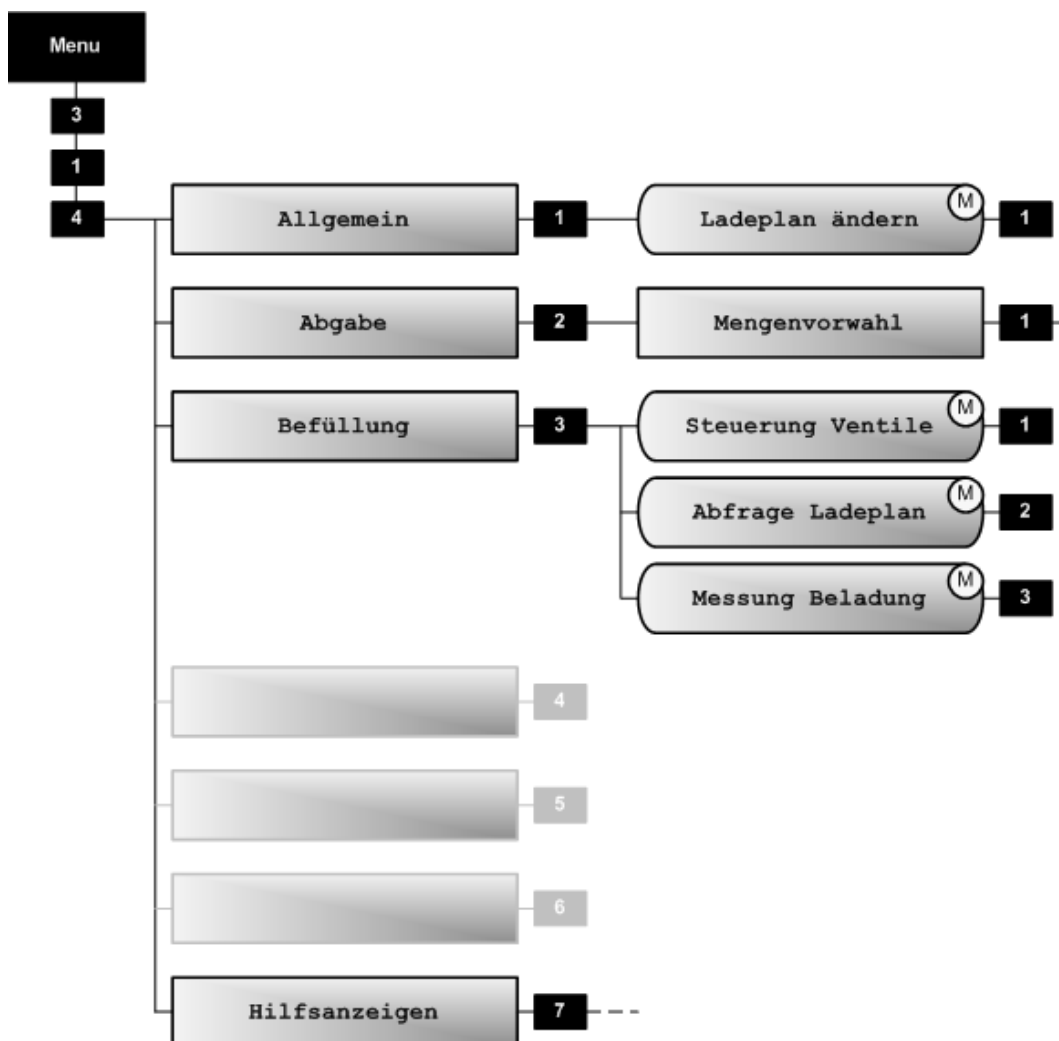 Menu
3
1
4
Allgemein 1 Ladeplan ändern M 1
Abgabe 2 Mengenvorwahl 1
Befüllung 3 Steuerung Ventile M 1
Abfrage Ladeplan M 2
Messung Beladung M 3
4
5
6
Hilfsanzeigen 7